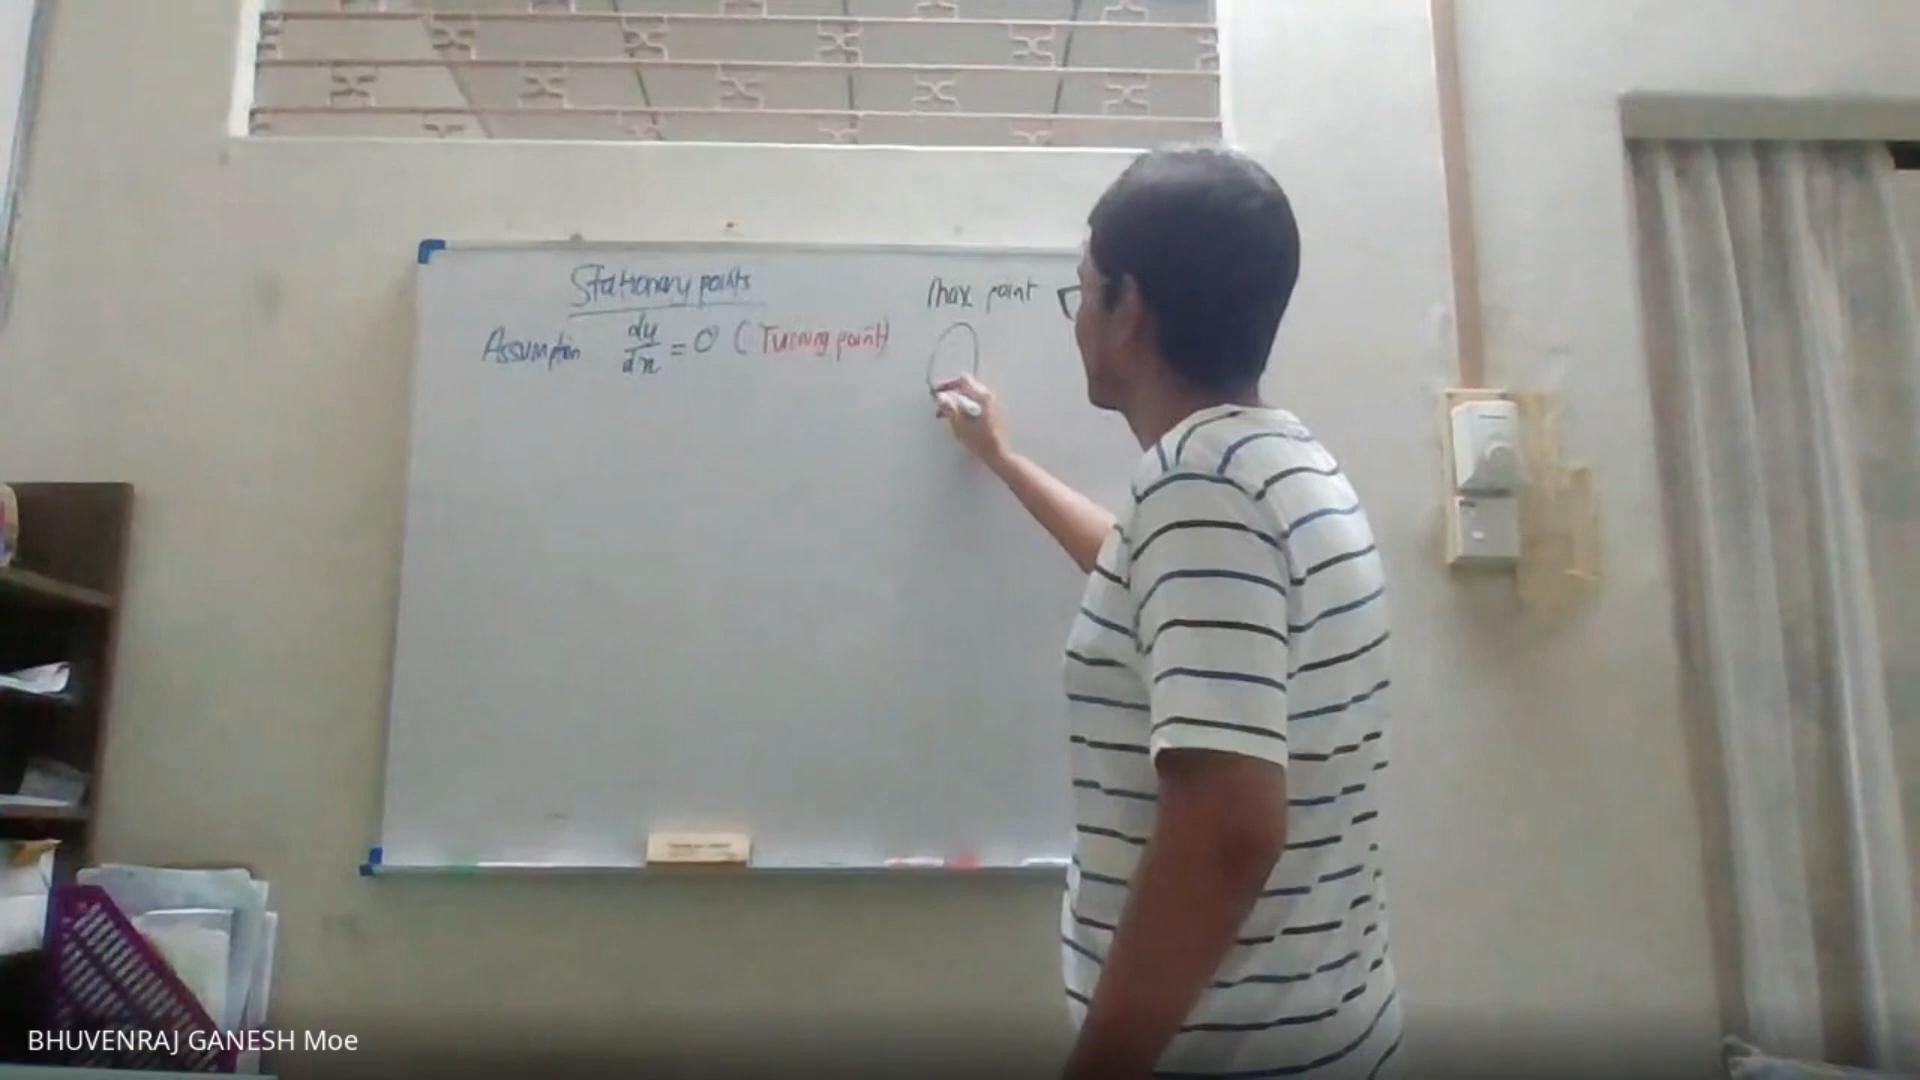 Stationary points
Assumption dy/dx = 0 (Turning point)
Max point
BHUVENRAJ GANESH Moe